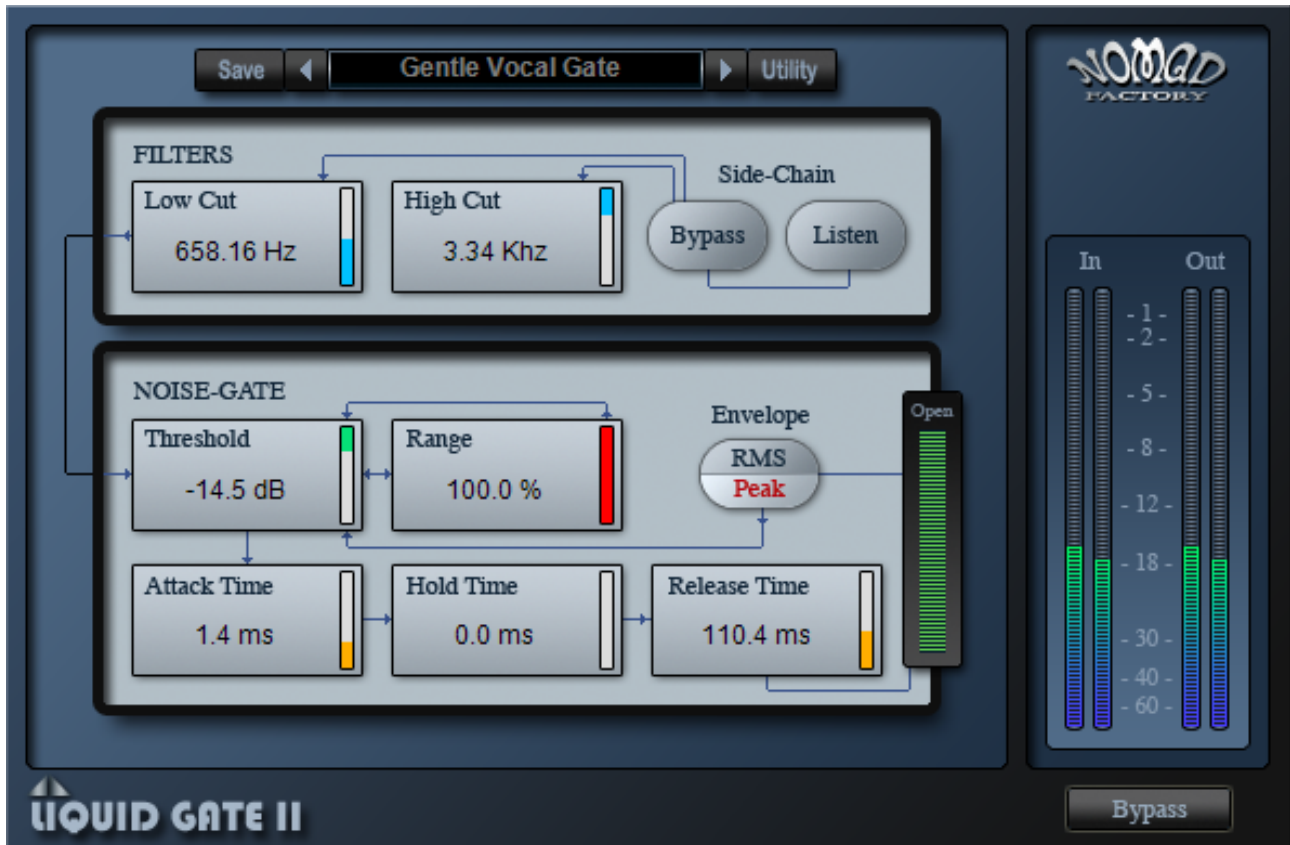 Save
Gentle Vocal Gate
Utility
NOMAD
FACTORY
FILTERS
Side-Chain
Low Cut
658.16 Hz
High Cut
3.34 Khz
Bypass
Listen
In
Out
- 1 -
- 2 -
- 5 -
- 8 -
- 12 -
- 18 -
- 30 -
- 40 -
- 60 -
NOISE-GATE
Envelope
Open
Threshold
-14.5 dB
Range
100.0 %
RMS
Peak
Attack Time
1.4 ms
Hold Time
0.0 ms
Release Time
110.4 ms
LIQUID GATE II
Bypass